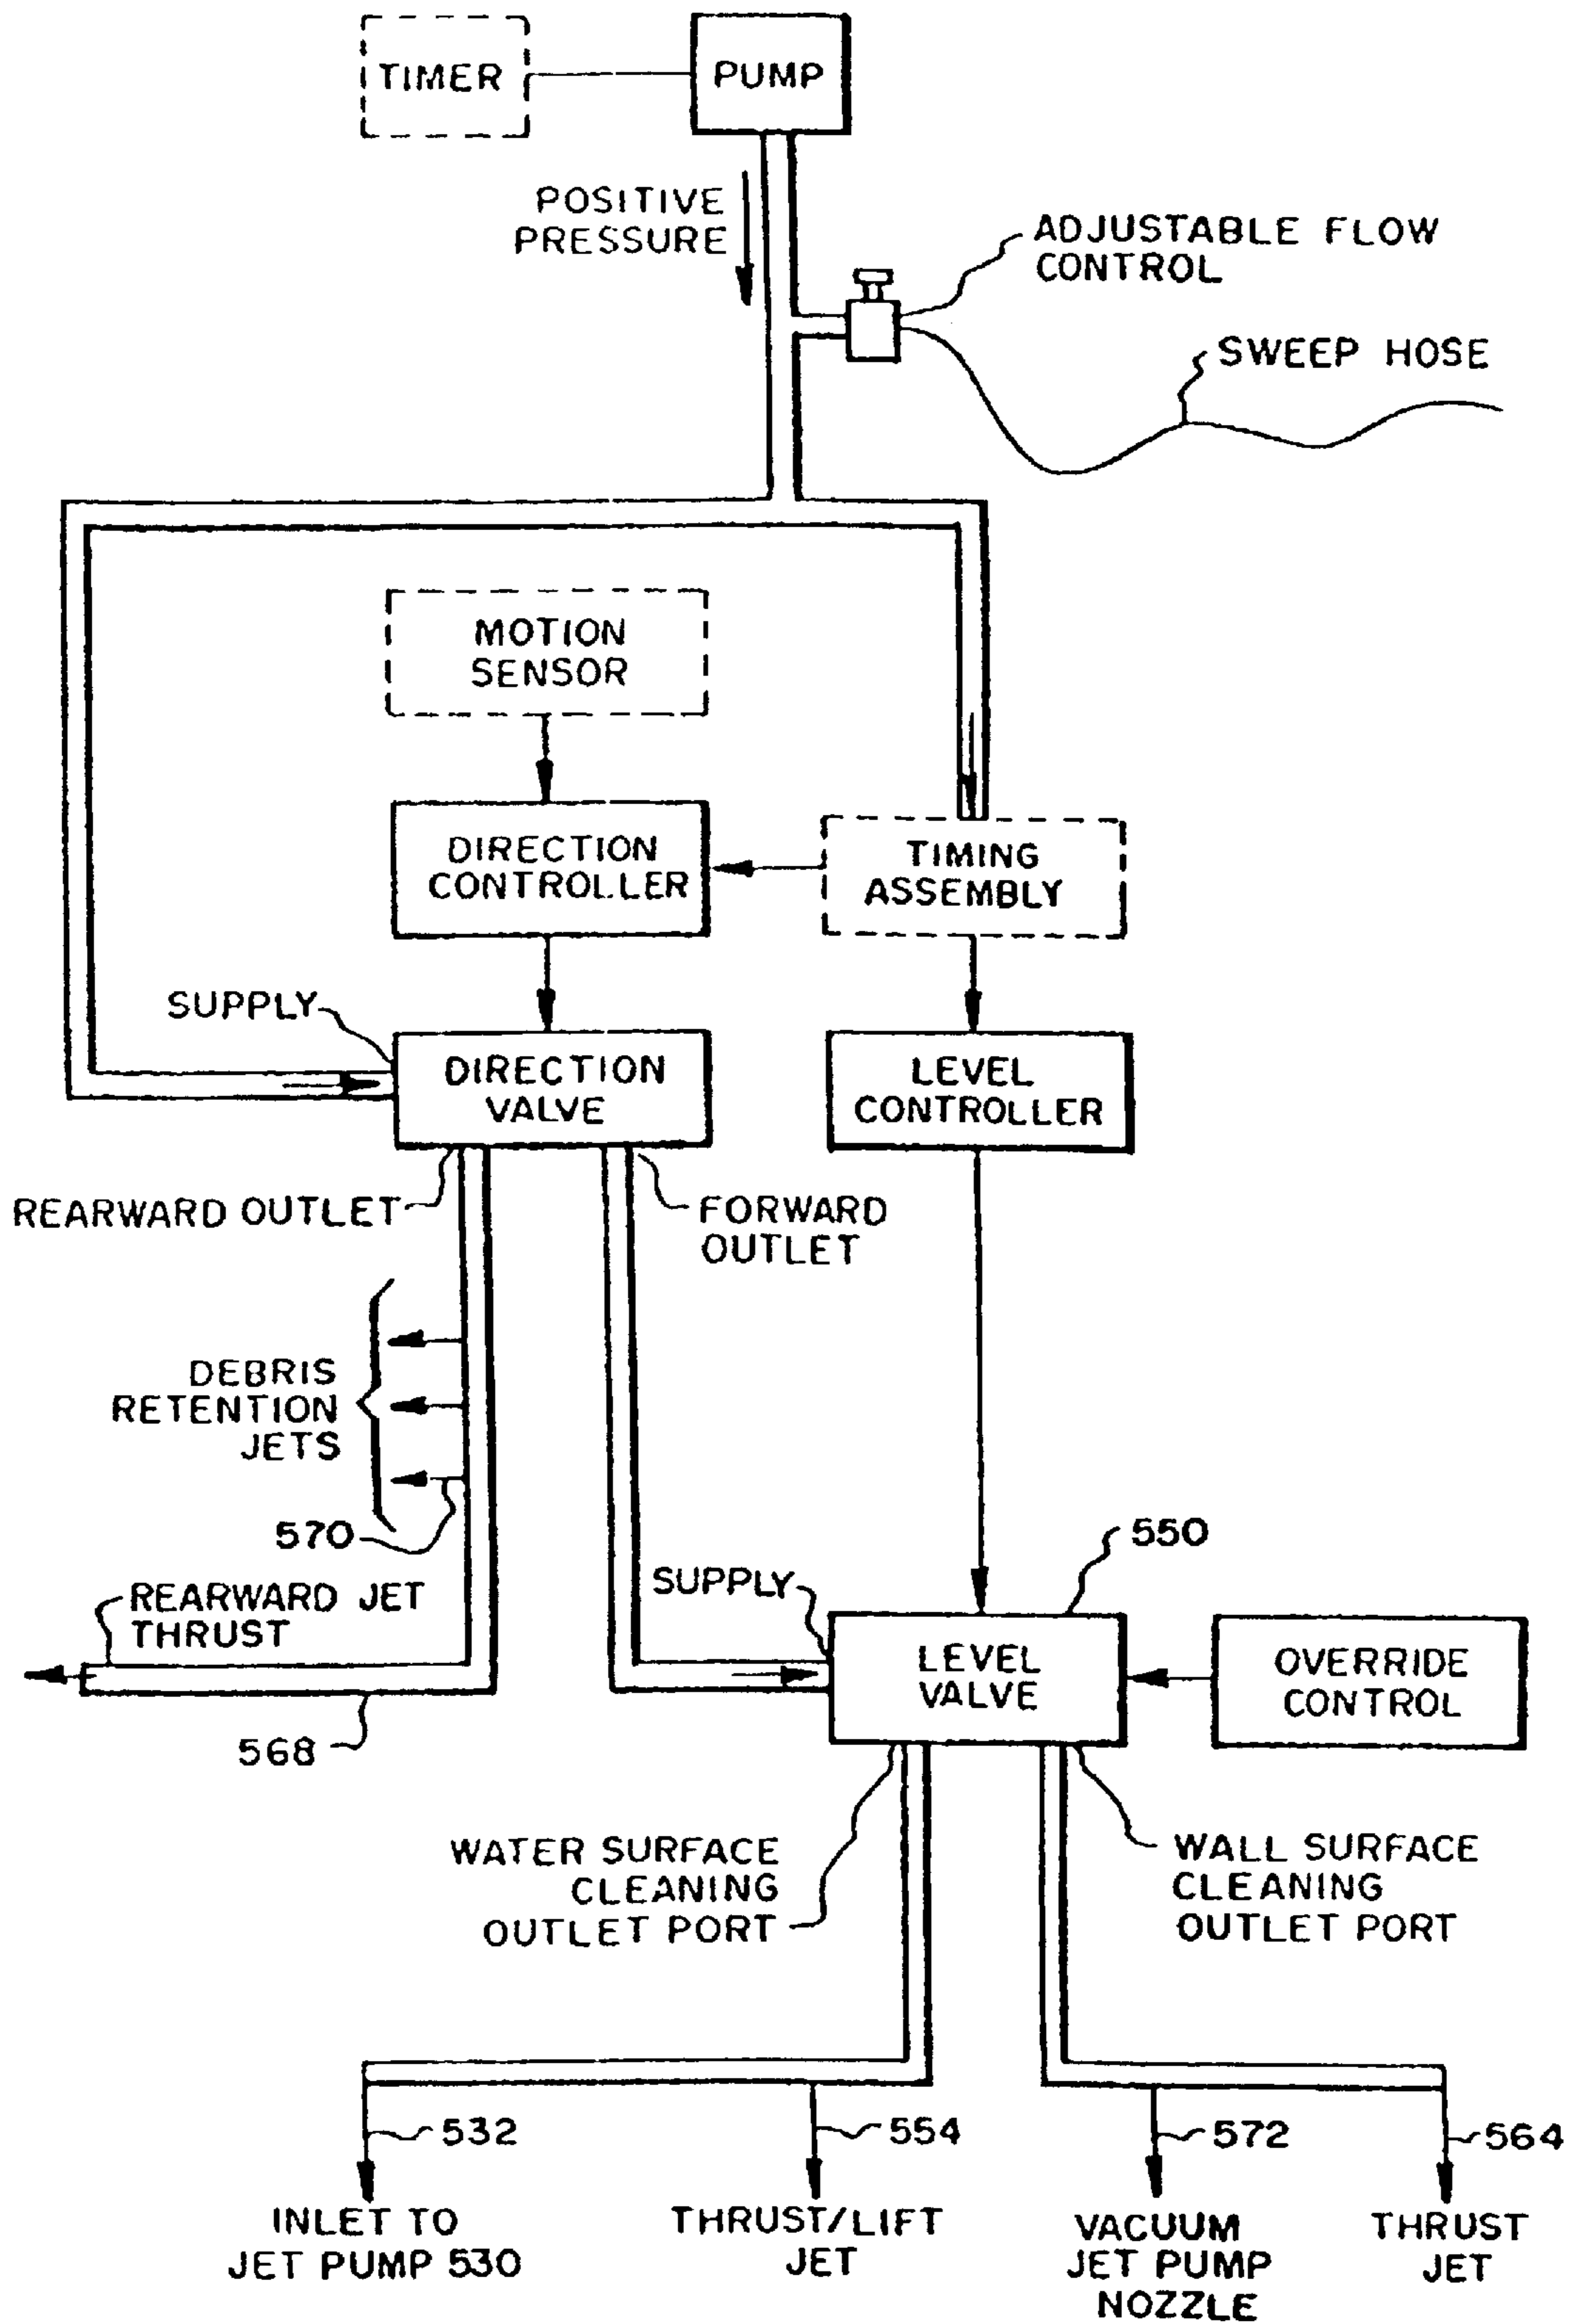 TIMER
PUMP
POSITIVE
PRESSURE
ADJUSTABLE FLOW
CONTROL
SWEEP HOSE
MOTION
SENSOR
DIRECTION
CONTROLLER
TIMING
ASSEMBLY
SUPPLY
DIRECTION
VALVE
LEVEL
CONTROLLER
REARWARD OUTLET
FORWARD
OUTLET
DEBRIS
RETENTION
JETS
570
550
REARWARD JET
THRUST
SUPPLY
LEVEL
VALVE
OVERRIDE
CONTROL
568
WATER SURFACE
CLEANING
OUTLET PORT
WALL SURFACE
CLEANING
OUTLET PORT
532
554
572
564
INLET TO
JET PUMP 530
THRUST/LIFT
JET
VACUUM
JET PUMP
NOZZLE
THRUST
JET